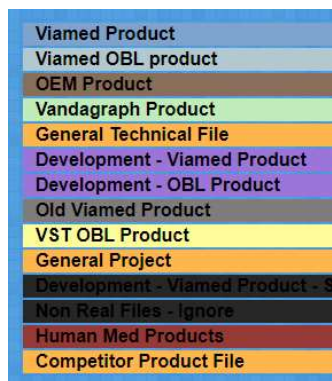 Viamed Product
Viamed OBL product
OEM Product
Vandagraph Product
General Technical File
Development - Viamed Product
Development - OBL Product
Old Viamed Product
VST OBL Product
General Project
Development - Viamed Product - S
Non Real Files - Ignore
Human Med Products
Competitor Product File